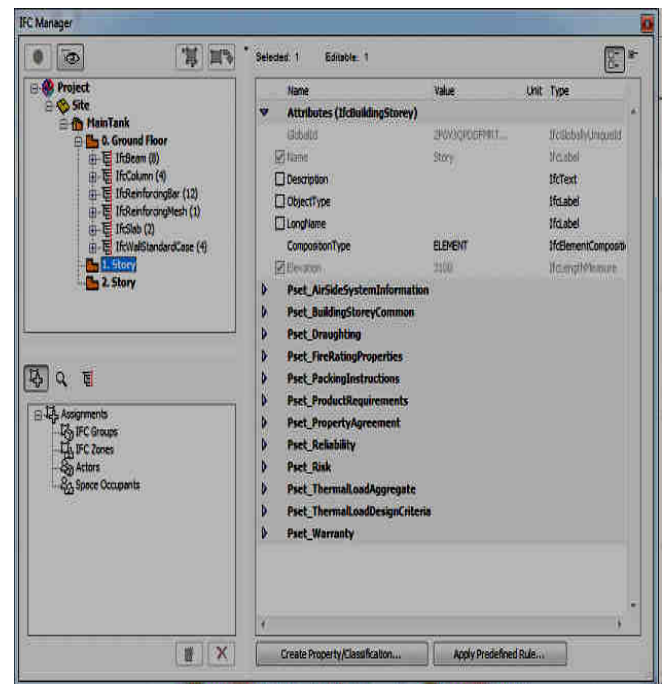 IFC Manager
Selected: 1 Editable: 1
Project
Site
MainTank
0. Ground Floor
IfcBeam (8)
IfcColumn (4)
IfcReinforcingBar (12)
IfcReinforcingMesh (1)
IfcSlab (2)
IfcWallStandardCase (4)
1. Story
2. Story
Assignments
IFC Groups
IFC Zones
Actors
Space Occupants
Name Value Unit Type
Attributes (IfcBuildingStorey)
GlobalId IfcGloballyUniqueId
Name Story IfcLabel
Description IfcText
ObjectType IfcLabel
LongName IfcLabel
CompositionType ELEMENT IfcElementCompositi
Elevation 3100 IfcLengthMeasure
Pset_AirSideSystemInformation
Pset_BuildingStoreyCommon
Pset_Draughting
Pset_FireRatingProperties
Pset_PackingInstructions
Pset_ProductRequirements
Pset_PropertyAgreement
Pset_Reliability
Pset_Risk
Pset_ThermalLoadAggregate
Pset_ThermalLoadDesignCriteria
Pset_Warranty
Create Property/Classification... Apply Predefined Rule...